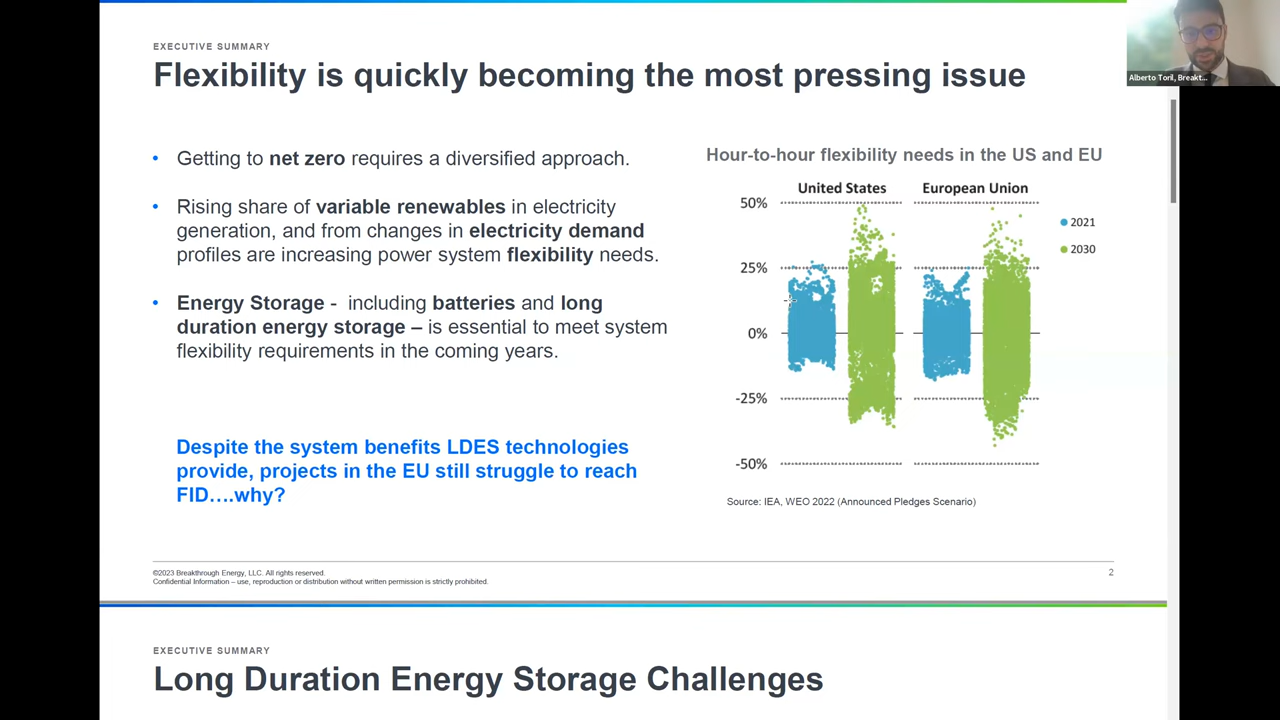 EXECUTIVE SUMMARY
Flexibility is quickly becoming the most pressing issue
Alberto Toril, Breakt...
• Getting to net zero requires a diversified approach.
• Rising share of variable renewables in electricity
generation, and from changes in electricity demand
profiles are increasing power system flexibility needs.
• Energy Storage - including batteries and long
duration energy storage – is essential to meet system
flexibility requirements in the coming years.
Despite the system benefits LDES technologies
provide, projects in the EU still struggle to reach
FID….why?
Hour-to-hour flexibility needs in the US and EU
United States European Union
50%
25%
0%
-25%
-50%
2021
2030
Source: IEA, WEO 2022 (Announced Pledges Scenario)
©2023 Breakthrough Energy, LLC. All rights reserved.
Confidential Information – use, reproduction or distribution without written permission is strictly prohibited.
2
EXECUTIVE SUMMARY
Long Duration Energy Storage Challenges